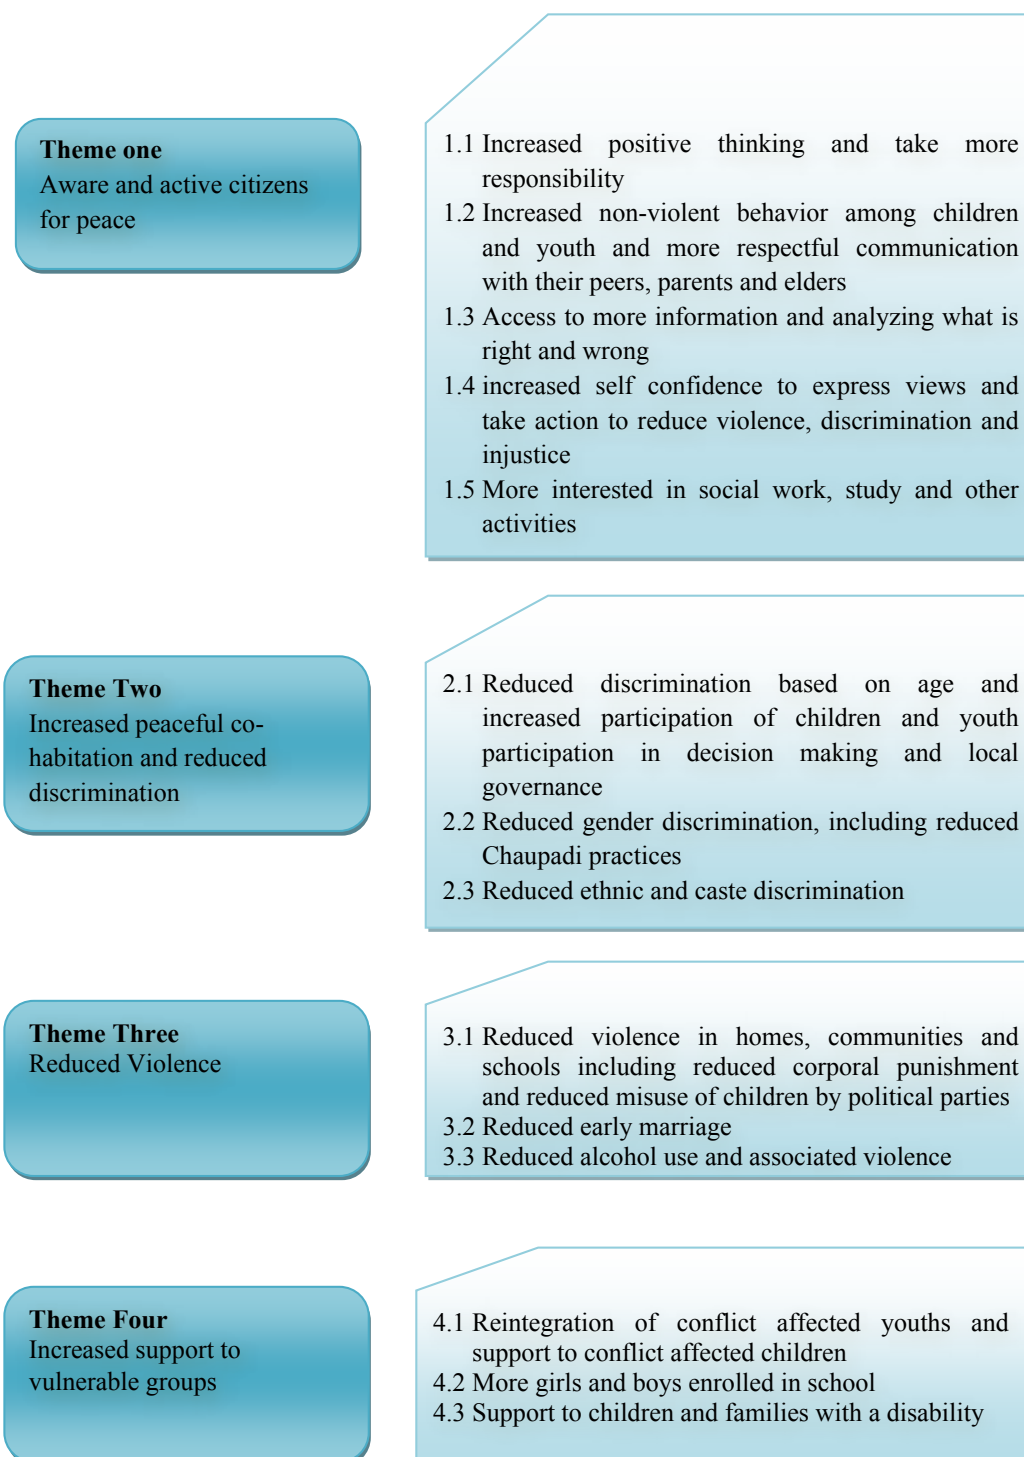 Theme one
Aware and active citizens
for peace
1.1 Increased positive thinking and take more
responsibility
1.2 Increased non-violent behavior among children
and youth and more respectful communication
with their peers, parents and elders
1.3 Access to more information and analyzing what is
right and wrong
1.4 increased self confidence to express views and
take action to reduce violence, discrimination and
injustice
1.5 More interested in social work, study and other
activities
Theme Two
Increased peaceful co-
habitation and reduced
discrimination
2.1 Reduced discrimination based on age and
increased participation of children and youth
participation in decision making and local
governance
2.2 Reduced gender discrimination, including reduced
Chaupadi practices
2.3 Reduced ethnic and caste discrimination
Theme Three
Reduced Violence
3.1 Reduced violence in homes, communities and
schools including reduced corporal punishment
and reduced misuse of children by political parties
3.2 Reduced early marriage
3.3 Reduced alcohol use and associated violence
Theme Four
Increased support to
vulnerable groups
4.1 Reintegration of conflict affected youths and
support to conflict affected children
4.2 More girls and boys enrolled in school
4.3 Support to children and families with a disability